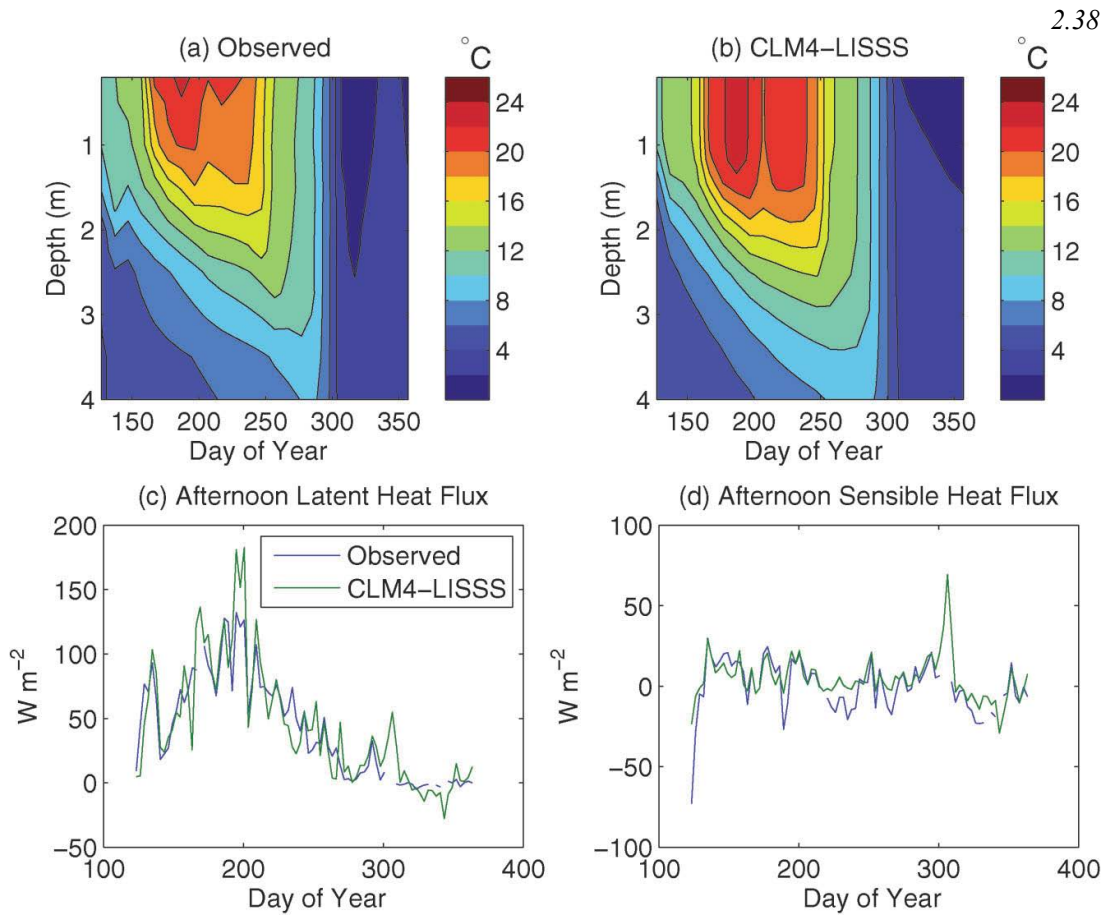 2.38
(a) Observed
°C
24
20
16
12
8
4
1
2
3
4
Depth (m)
150 200 250 300 350
Day of Year
(b) CLM4-LISSS
°C
24
20
16
12
8
4
1
2
3
4
Depth (m)
150 200 250 300 350
Day of Year
(c) Afternoon Latent Heat Flux
200
150
100
50
0
-50
W m-2
Observed
CLM4-LISSS
100 200 300 400
Day of Year
(d) Afternoon Sensible Heat Flux
100
50
0
-50
-100
W m-2
100 200 300 400
Day of Year